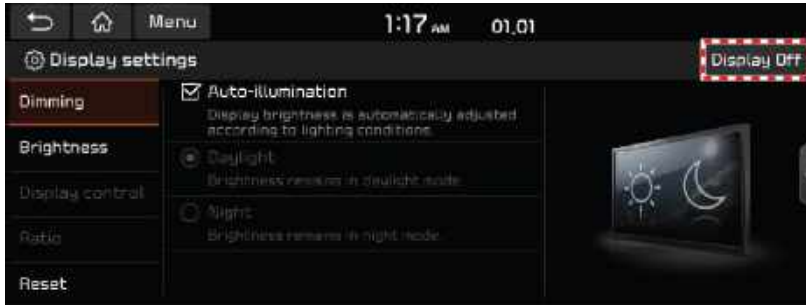 Menu 1:17 AM 01.01
Display settings Display Off
Dimming
Auto-illumination
Display brightness is automatically adjusted
according to lighting conditions.
Brightness
Daylight
Brightness remains in daylight mode.
Display control
Night
Ratio
Brightness remains in night mode.
Reset